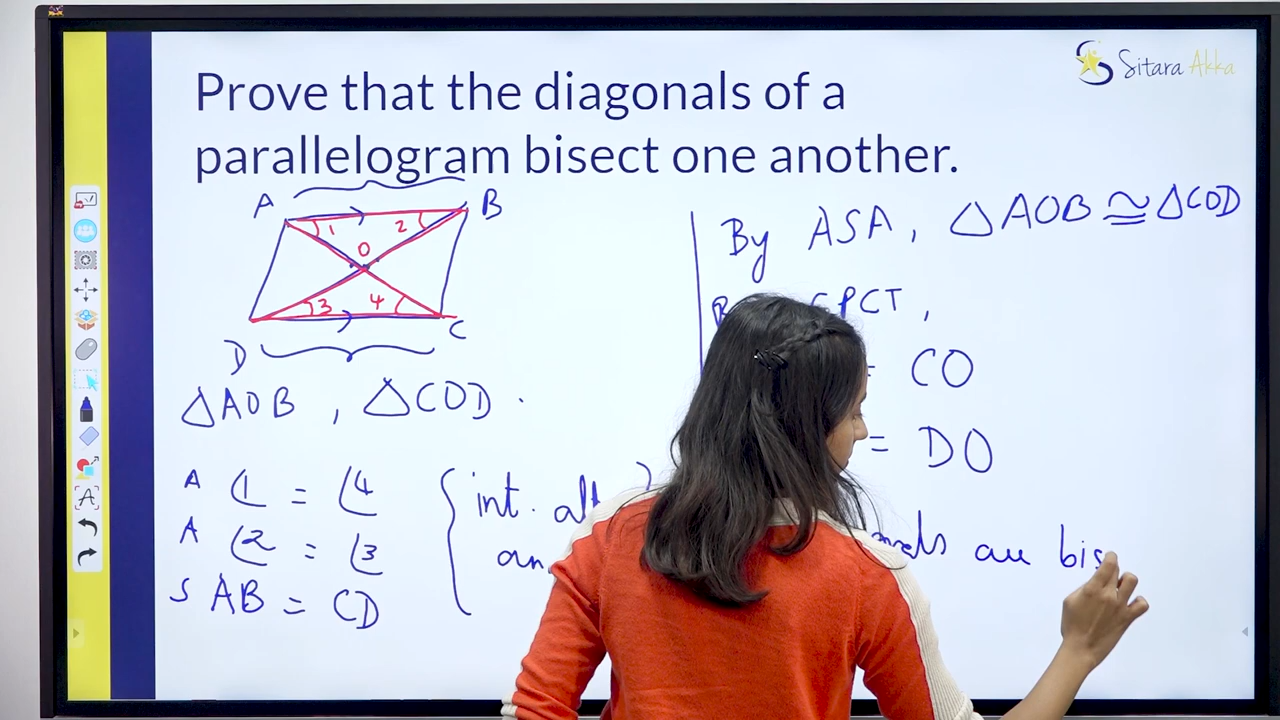 Sitara Akka
Prove that the diagonals of a
parallelogram bisect one another.
A B
1 2
O
3 4
D C
△AOB , △COD .
A ∠1 = ∠4
A ∠2 = ∠3
S AB = CD
int. alt
By ASA, △AOB ≅ △COD
CPCT,
= CO
= DO
are bis